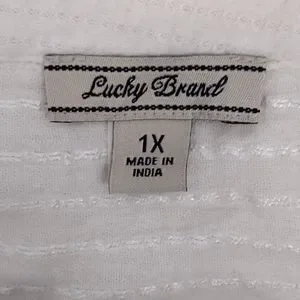 Lucky Brand
1X
MADE IN
INDIA